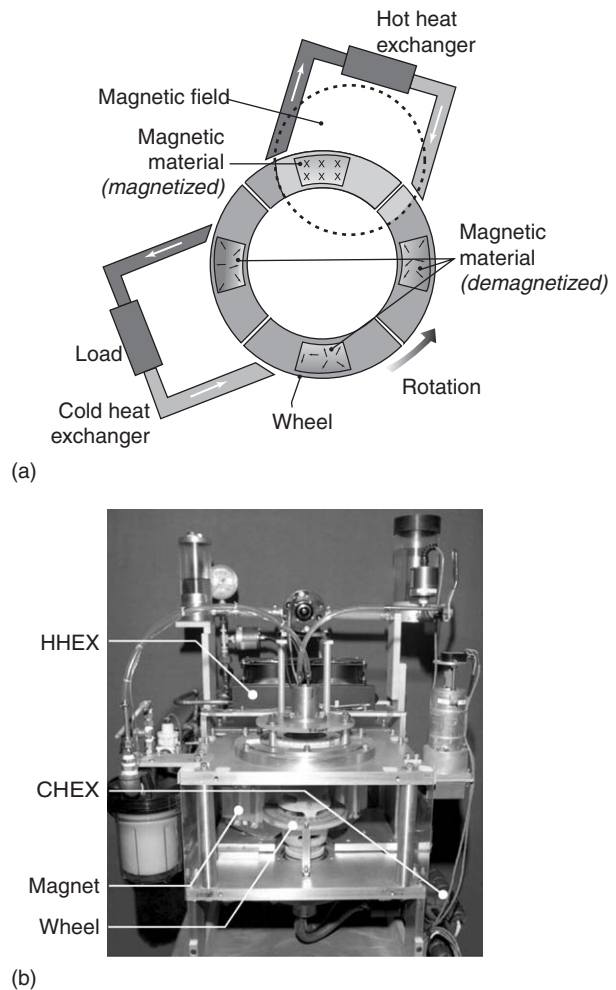 Hot heat
exchanger
Magnetic field
Magnetic
material
(magnetized)
x x x
x x x
Magnetic
material
(demagnetized)
Load
Cold heat
exchanger
Rotation
Wheel
(a)
HHEX
CHEX
Magnet
Wheel
(b)